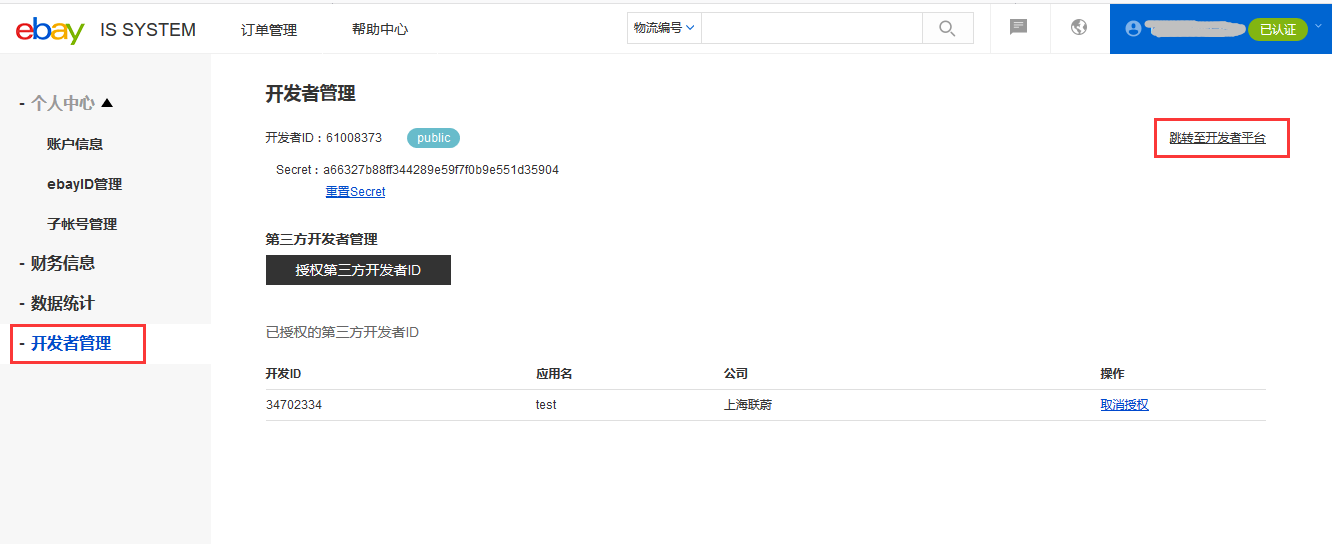 ebay IS SYSTEM 订单管理 帮助中心 物流编号 已认证
- 个人中心
账户信息
ebayID管理
子帐号管理
- 财务信息
- 数据统计
- 开发者管理
开发者管理
开发者ID：61008373 public 跳转至开发者平台
Secret：a66327b88ff344289e59f7f0b9e551d35904
重置Secret
第三方开发者管理
授权第三方开发者ID
已授权的第三方开发者ID
开发ID 应用名 公司 操作
34702334 test 上海联蔚 取消授权